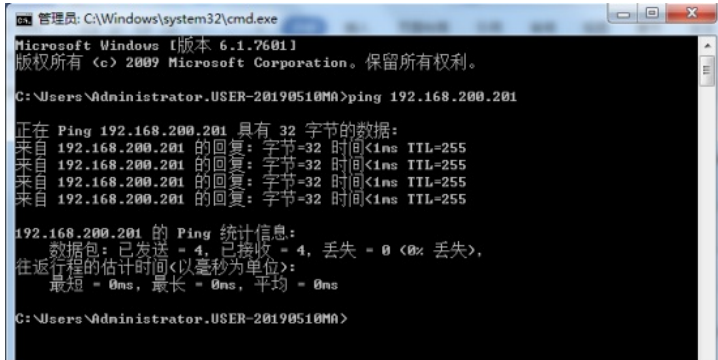 管理员: C:\Windows\system32\cmd.exe
Microsoft Windows [版本 6.1.7601]
版权所有 (c) 2009 Microsoft Corporation。保留所有权利。
C:\Users\Administrator.USER-20190510MA>ping 192.168.200.201
正在 Ping 192.168.200.201 具有 32 字节的数据:
来自 192.168.200.201 的回复: 字节=32 时间<1ms TTL=255
来自 192.168.200.201 的回复: 字节=32 时间<1ms TTL=255
来自 192.168.200.201 的回复: 字节=32 时间<1ms TTL=255
来自 192.168.200.201 的回复: 字节=32 时间<1ms TTL=255
192.168.200.201 的 Ping 统计信息:
数据包: 已发送 = 4, 已接收 = 4, 丢失 = 0 (0% 丢失),
往返行程的估计时间(以毫秒为单位):
最短 = 0ms, 最长 = 0ms, 平均 = 0ms
C:\Users\Administrator.USER-20190510MA>